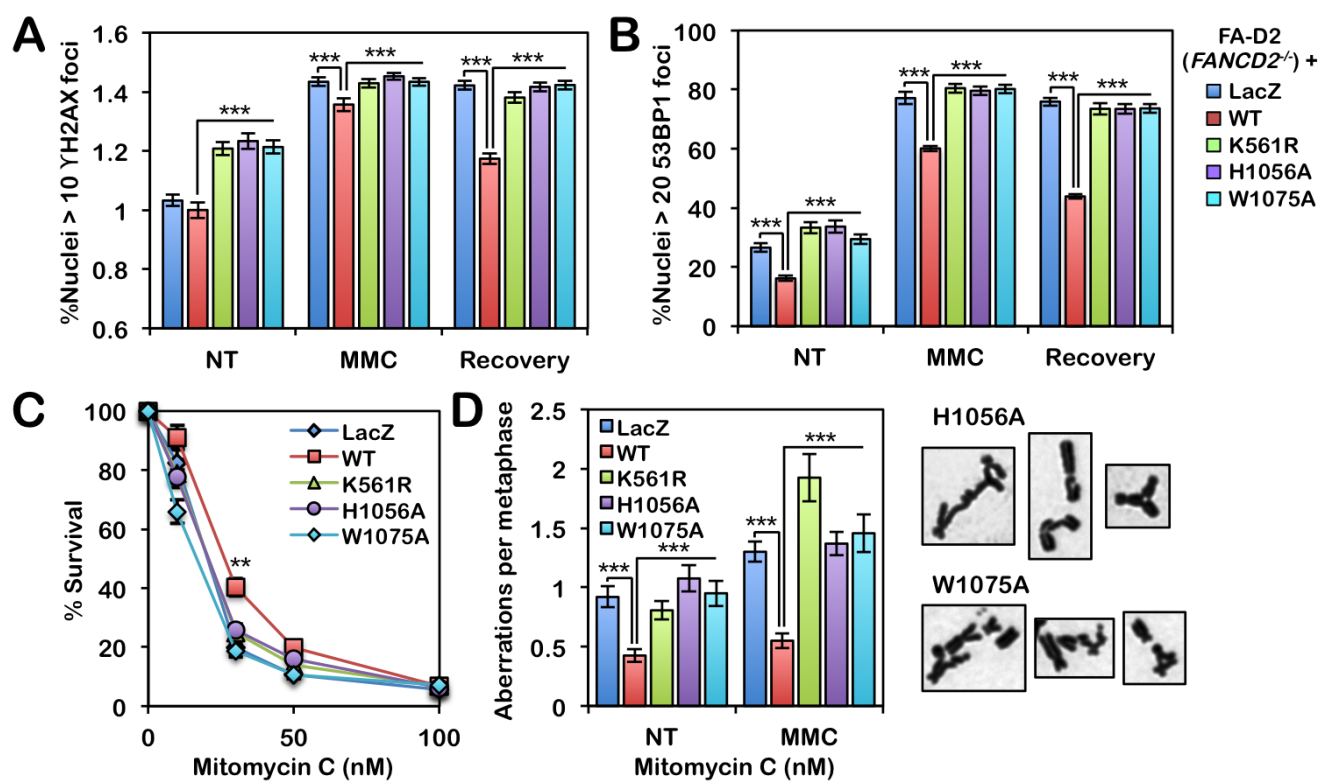 A
%Nuclei > 10 ϒH2AX foci
1.6
1.4
1.2
1
0.8
0.6
***
*** ***
*** ***
NT MMC Recovery
B
%Nuclei > 20 53BP1 foci
100
80
60
40
20
0
*** ***
*** ***
*** ***
NT MMC Recovery
FA-D2
(FANCD2-/-) +
LacZ
WT
K561R
H1056A
W1075A
C
% Survival
100
80
60
40
20
0
**
LacZ
WT
K561R
H1056A
W1075A
0 50 100
Mitomycin C (nM)
D
Aberrations per metaphase
2.5
2
1.5
1
0.5
0
LacZ
WT
K561R
H1056A
W1075A
*** ***
*** ***
NT MMC
Mitomycin C (nM)
H1056A
W1075A